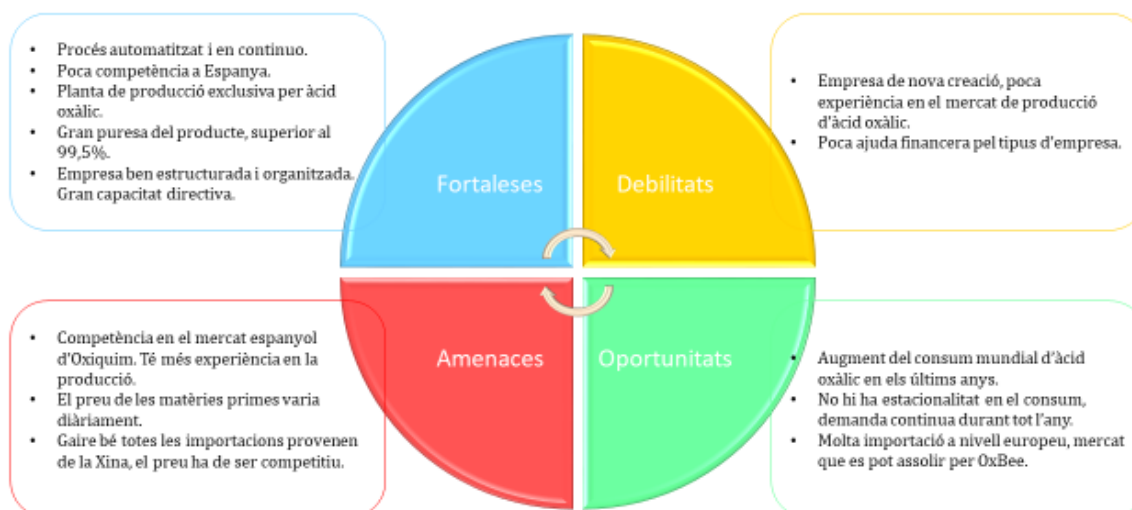 • Procés automatitzat i en continuo.
• Poca competència a Espanya.
• Planta de producció exclusiva per àcid
oxàlic.
• Gran puresa del producte, superior al
99,5%.
• Empresa ben estructurada i organitzada.
Gran capacitat directiva.
Fortaleses
Debilitats
• Empresa de nova creació, poca
experiència en el mercat de producció
d'àcid oxàlic.
• Poca ajuda financera pel tipus d'empresa.
• Competència en el mercat espanyol
d'Oxiquim. Té més experiència en la
producció.
• El preu de les matèries primes varia
diàriament.
• Gaire bé totes les importacions provenen
de la Xina, el preu ha de ser competitiu.
Amenaces
Oportunitats
• Augment del consum mundial d'àcid
oxàlic en els últims anys.
• No hi ha estacionalitat en el consum,
demanda continua durant tot l'any.
• Molta importació a nivell europeu, mercat
que es pot assolir per OxBee.